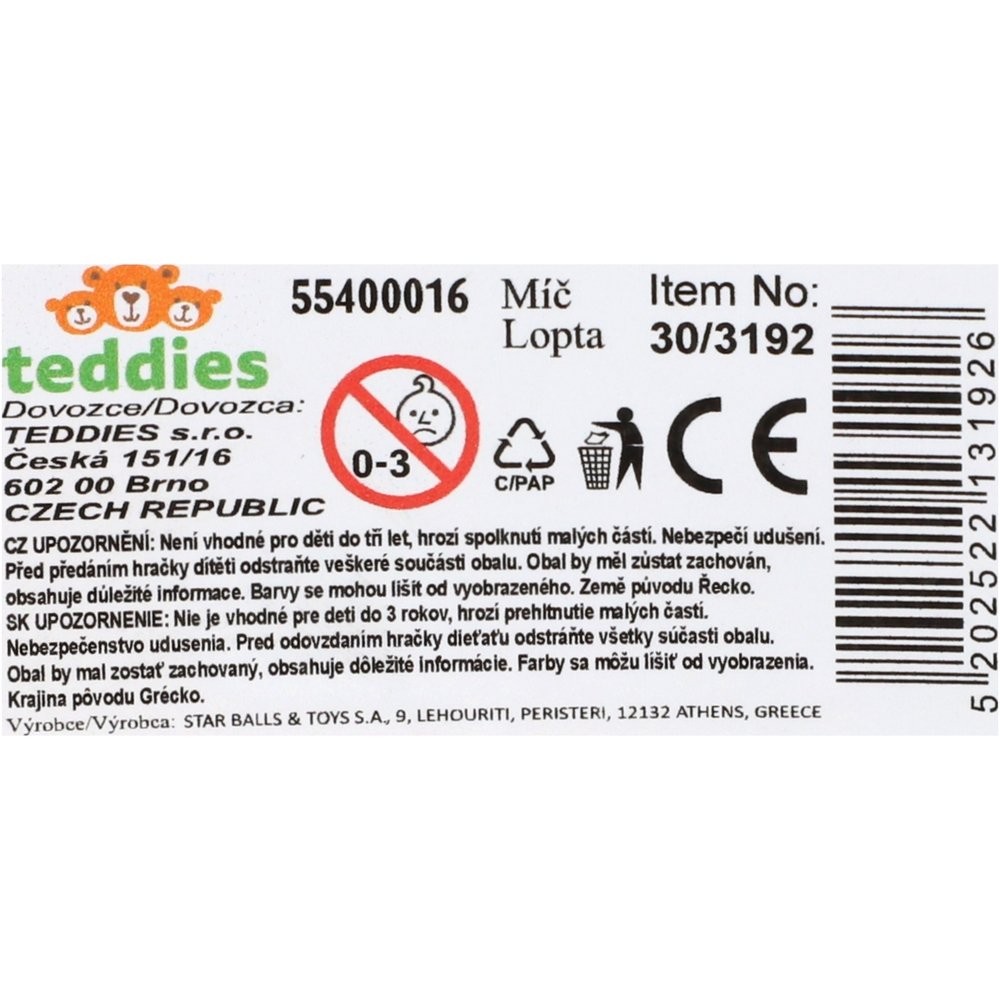 teddies
55400016
Míč
Lopta
Item No:
30/3192
Dovozce/Dovozca:
TEDDIES s.r.o.
Česká 151/16
602 00 Brno
CZECH REPUBLIC
0-3
C/PAP
CE
CZ UPOZORNĚNÍ: Není vhodné pro děti do tří let, hrozí spolknutí malých částí. Nebezpečí udušení.
Před předáním hračky dítěti odstraňte veškeré součásti obalu. Obal by měl zůstat zachován,
obsahuje důležité informace. Barvy se mohou lišit od vyobrazeného. Země původu Řecko.
SK UPOZORNENIE: Nie je vhodné pre deti do 3 rokov, hrozí prehltnutie malých častí.
Nebezpečenstvo udusenia. Pred odovzdaním hračky dieťaťu odstráňte všetky súčasti obalu.
Obal by mal zostať zachovaný, obsahuje dôležité informácie. Farby sa môžu líšiť od vyobrazenia.
Krajina pôvodu Grécko.
Výrobce/Výrobca: STAR BALLS & TOYS S.A., 9, LEHOURITI, PERISTERI, 12132 ATHENS, GREECE
5202522131926